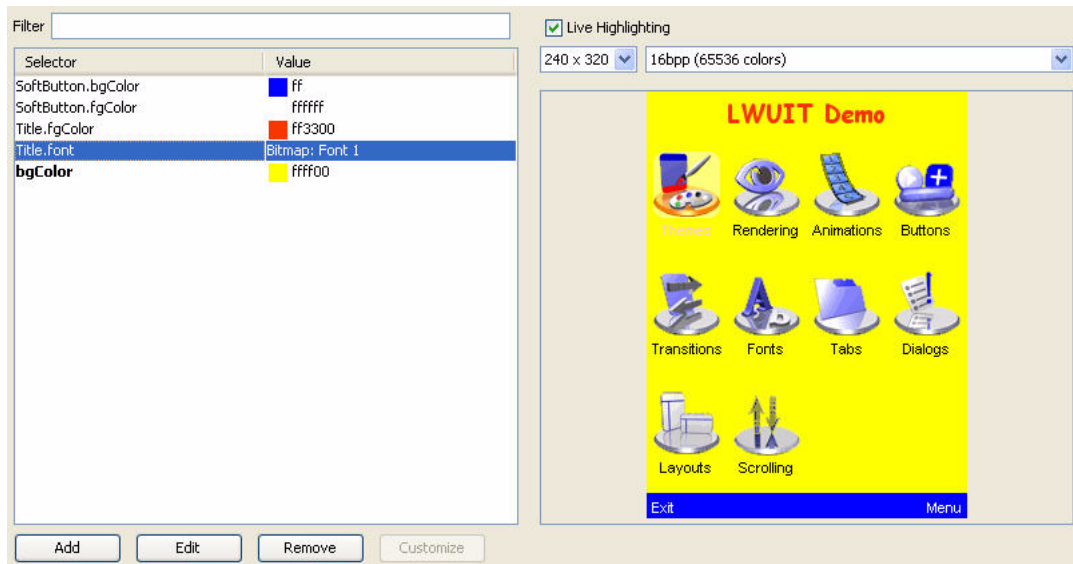 Filter
Selector Value
SoftButton.bgColor ff
SoftButton.fgColor ffffff
Title.fgColor ff3300
Title.font Bitmap: Font 1
bgColor ffff00
Add Edit Remove Customize
Live Highlighting
240 x 320 16bpp (65536 colors)
LWUIT Demo
Themes Rendering Animations Buttons
Transitions Fonts Tabs Dialogs
Layouts Scrolling
Exit Menu